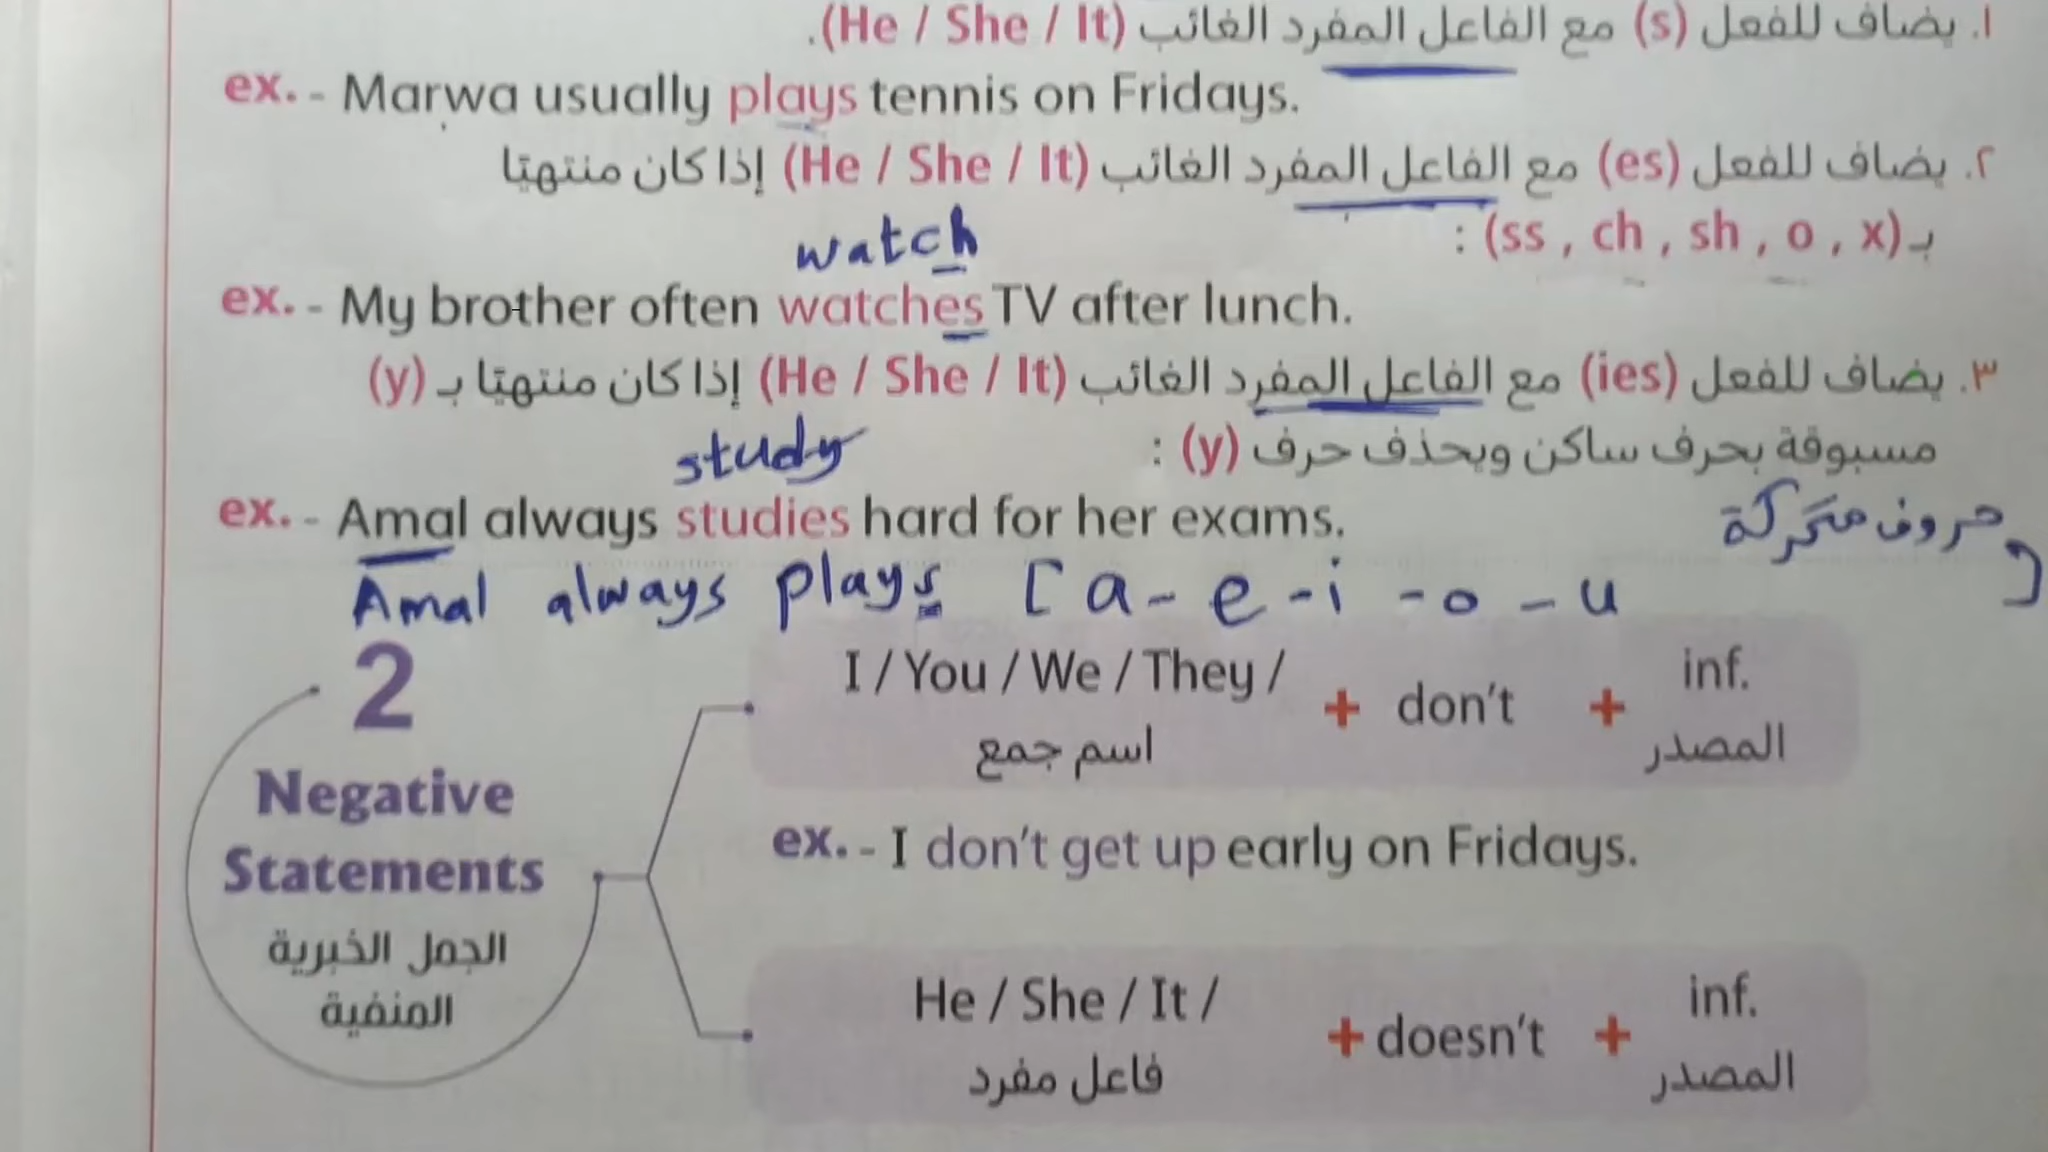 ١. يضاف للفعل (s) مع الفاعل المفرد الغائب (He / She / It).
ex. - Marwa usually plays tennis on Fridays.
٢. يضاف للفعل (es) مع الفاعل المفرد الغائب (He / She / It) إذا كان منتهيًا
بـ (ss , ch , sh , o , x) :
watch
ex. - My brother often watches TV after lunch.
٣. يضاف للفعل (ies) مع الفاعل المفرد الغائب (He / She / It) إذا كان منتهيًا بـ (y)
مسبوقة بحرف ساكن ويحذف حرف (y) :
study
ex. - Amal always studies hard for her exams.
حروف متحركة
Amal always plays [ a - e - i - o - u
2
Negative
Statements
الجمل الخبرية
المنفية
I / You / We / They / + don't + inf.
اسم جمع المصدر
ex. - I don't get up early on Fridays.
He / She / It / + doesn't + inf.
فاعل مفرد المصدر